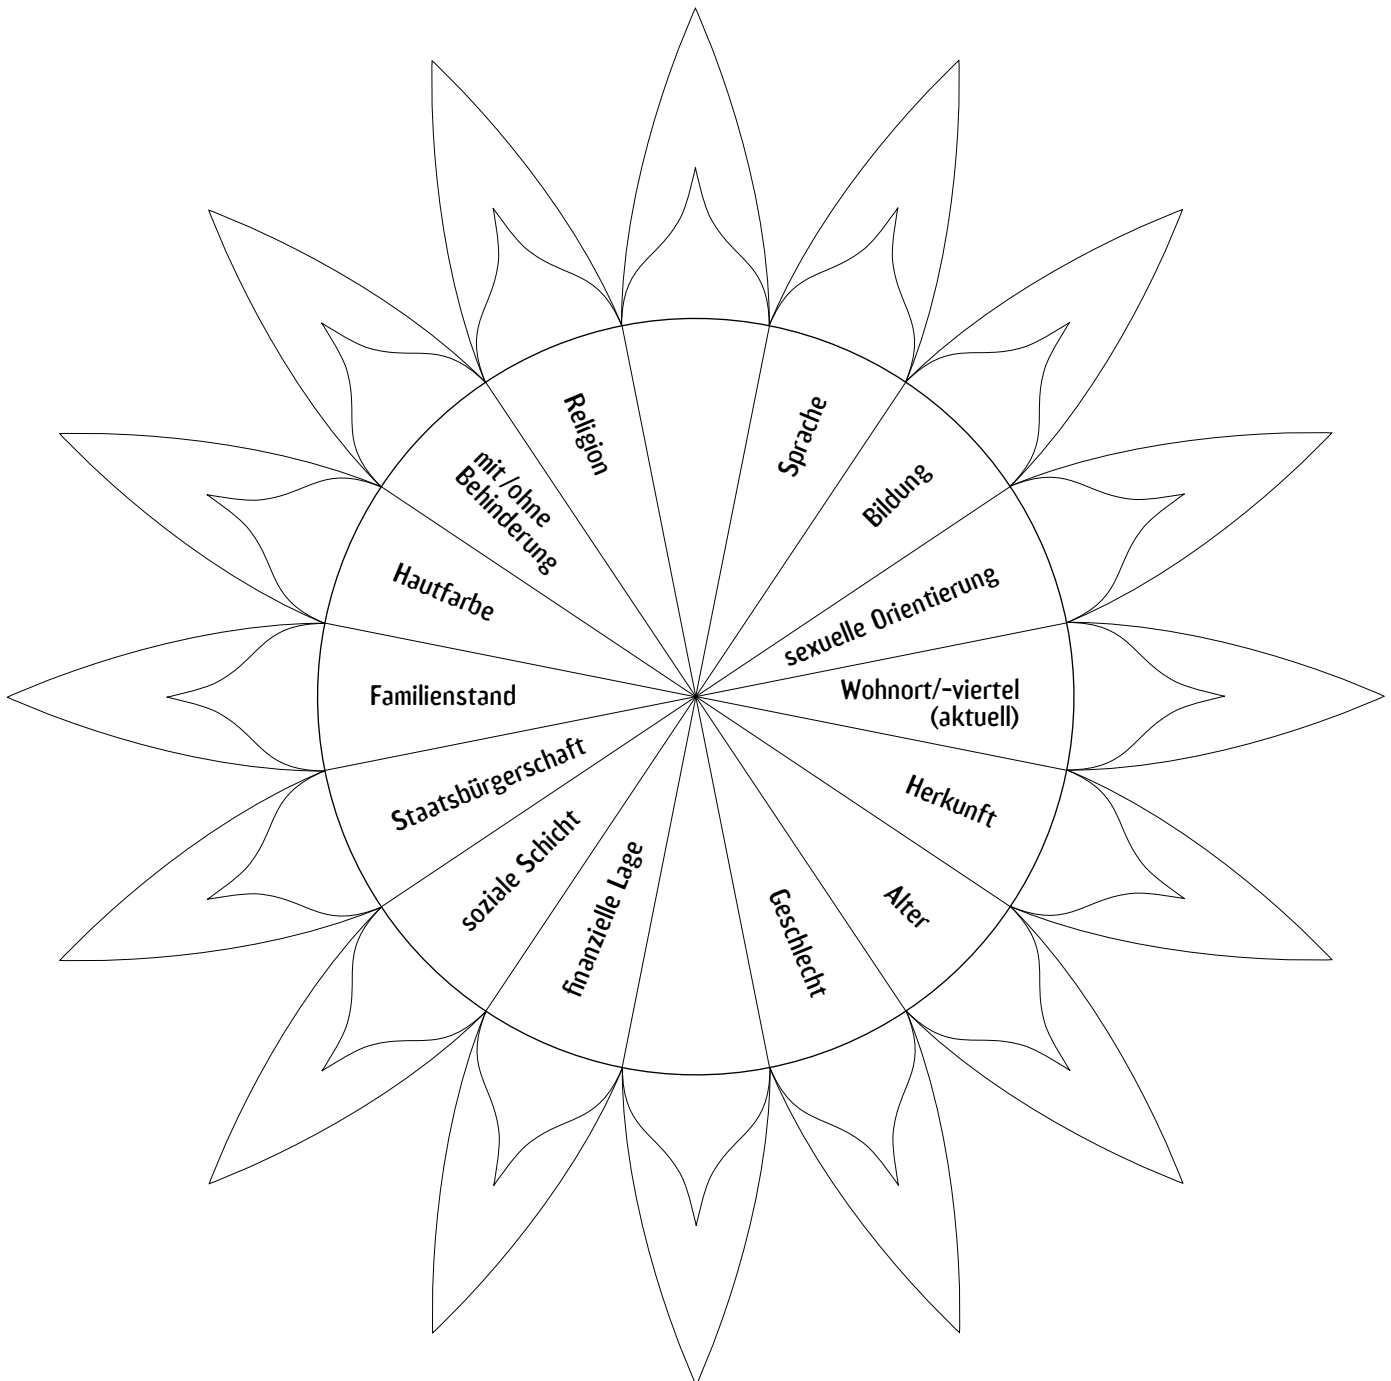 Sprache
Bildung
sexuelle Orientierung
Wohnort/-viertel
(aktuell)
Herkunft
Alter
Geschlecht
finanzielle Lage
soziale Schicht
Staatsbürgerschaft
Familienstand
Hautfarbe
mit/ohne
Behinderung
Religion